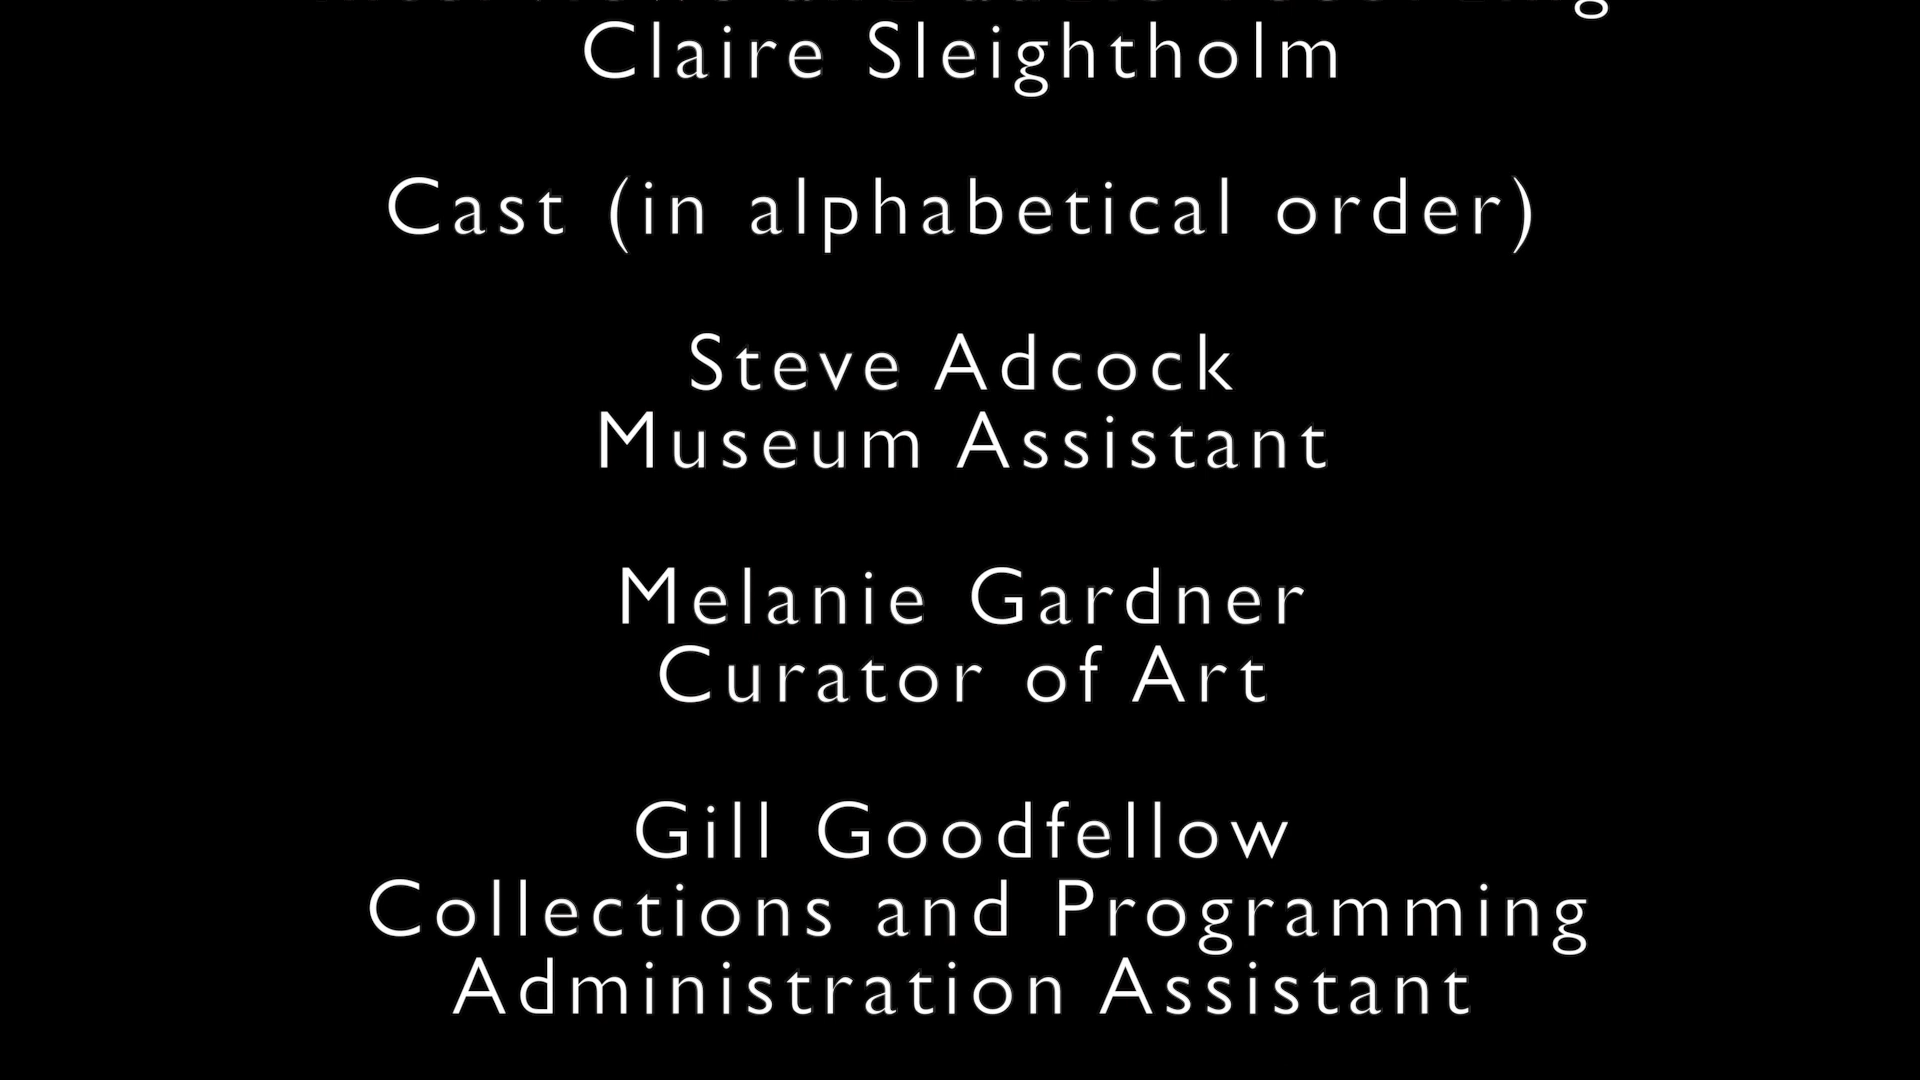 Claire Sleightholm
Cast (in alphabetical order)
Steve Adcock
Museum Assistant
Melanie Gardner
Curator of Art
Gill Goodfellow
Collections and Programming
Administration Assistant